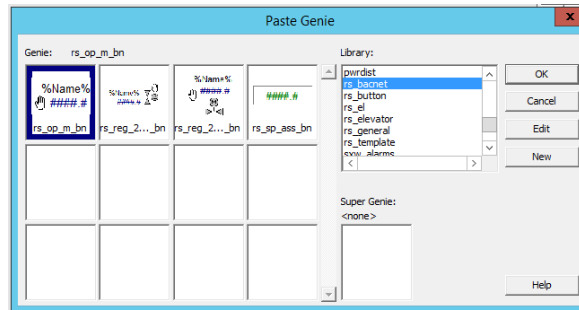 Paste Genie
x
Genie: rs_op_m_bn
%Name%
####.#
rs_op_m_bn
%Name%
####.#
rs_reg_2..._bn
%Name%
####.#
rs_reg_2..._bn
####.#
rs_sp_ass_bn
Library:
pwrdist
rs_bacnet
rs_button
rs_el
rs_elevator
rs_general
rs_template
sxw_alarms
Super Genie:
<none>
OK
Cancel
Edit
New
Help